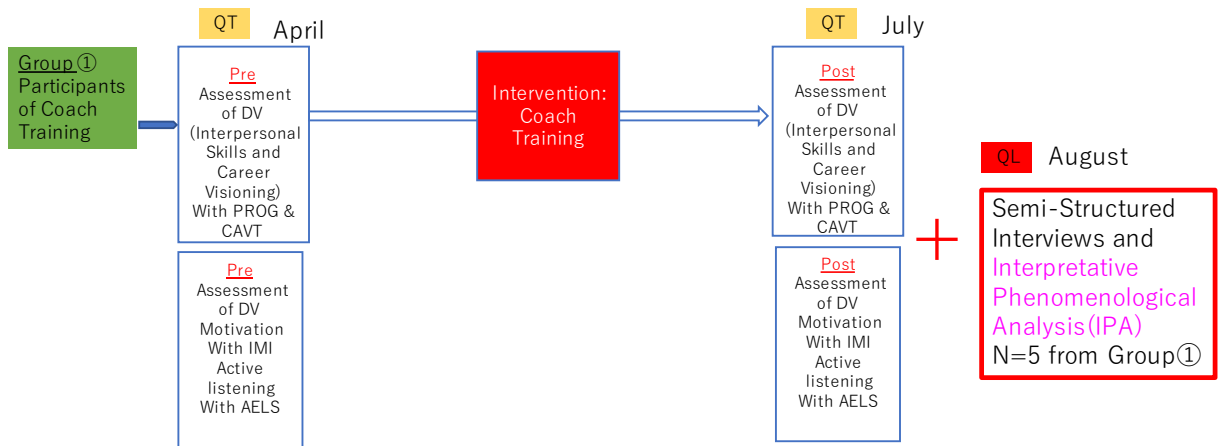 QT
April
Group①
Participants
of Coach
Training
Pre
Assessment
of DV
(Interpersonal
Skills and
Career
Visioning)
With PROG &
CAVT
Pre
Assessment
of DV
Motivation
With IMI
Active
listening
With AELS
Intervention:
Coach
Training
QT
July
Post
Assessment
of DV
(Interpersonal
Skills and
Career
Visioning)
With PROG &
CAVT
Post
Assessment
of DV
Motivation
With IMI
Active
listening
With AELS
+
QL
August
Semi-Structured
Interviews and
Interpretative
Phenomenological
Analysis(IPA)
N=5 from Group①